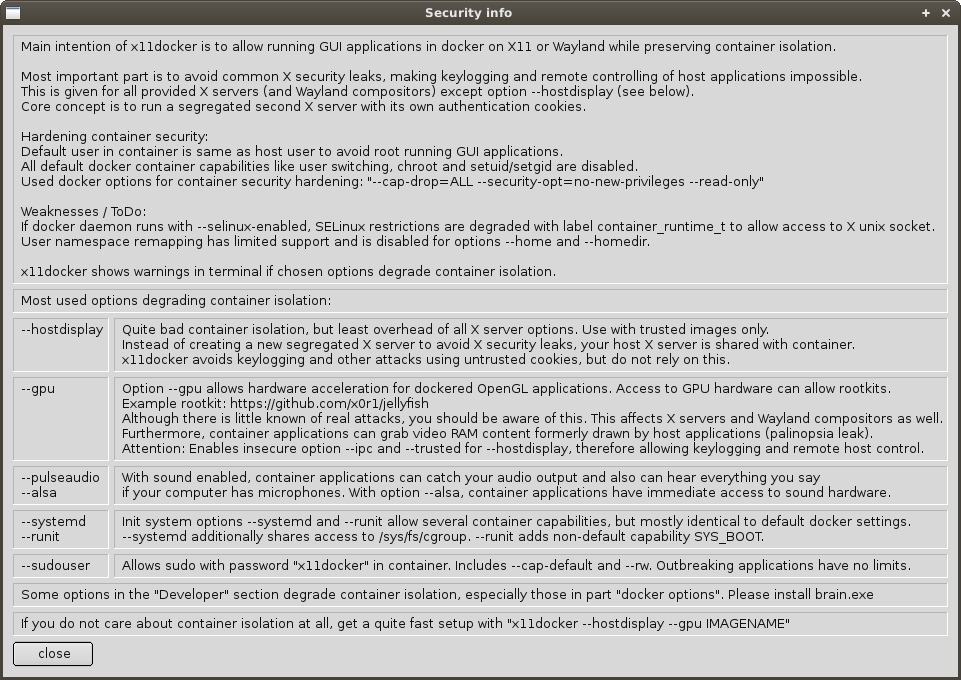 Security info
Main intention of x11docker is to allow running GUI applications in docker on X11 or Wayland while preserving container isolation.
Most important part is to avoid common X security leaks, making keylogging and remote controlling of host applications impossible.
This is given for all provided X servers (and Wayland compositors) except option --hostdisplay (see below).
Core concept is to run a segregated second X server with its own authentication cookies.
Hardening container security:
Default user in container is same as host user to avoid root running GUI applications.
All default docker container capabilities like user switching, chroot and setuid/setgid are disabled.
Used docker options for container security hardening: "--cap-drop=ALL --security-opt=no-new-privileges --read-only"
Weaknesses / ToDo:
If docker daemon runs with --selinux-enabled, SELinux restrictions are degraded with label container_runtime_t to allow access to X unix socket.
User namespace remapping has limited support and is disabled for options --home and --homedir.
x11docker shows warnings in terminal if chosen options degrade container isolation.
Most used options degrading container isolation:
--hostdisplay
Quite bad container isolation, but least overhead of all X server options. Use with trusted images only.
Instead of creating a new segregated X server to avoid X security leaks, your host X server is shared with container.
x11docker avoids keylogging and other attacks using untrusted cookies, but do not rely on this.
--gpu
Option --gpu allows hardware acceleration for dockered OpenGL applications. Access to GPU hardware can allow rootkits.
Example rootkit: https://github.com/x0r1/jellyfish
Although there is little known of real attacks, you should be aware of this. This affects X servers and Wayland compositors as well.
Furthermore, container applications can grab video RAM content formerly drawn by host applications (palinopsia leak).
Attention: Enables insecure option --ipc and --trusted for --hostdisplay, therefore allowing keylogging and remote host control.
--pulseaudio
--alsa
With sound enabled, container applications can catch your audio output and also can hear everything you say
if your computer has microphones. With option --alsa, container applications have immediate access to sound hardware.
--systemd
--runit
Init system options --systemd and --runit allow several container capabilities, but mostly identical to default docker settings.
--systemd additionally shares access to /sys/fs/cgroup. --runit adds non-default capability SYS_BOOT.
--sudouser
Allows sudo with password "x11docker" in container. Includes --cap-default and --rw. Outbreaking applications have no limits.
Some options in the "Developer" section degrade container isolation, especially those in part "docker options". Please install brain.exe
If you do not care about container isolation at all, get a quite fast setup with "x11docker --hostdisplay --gpu IMAGENAME"
close